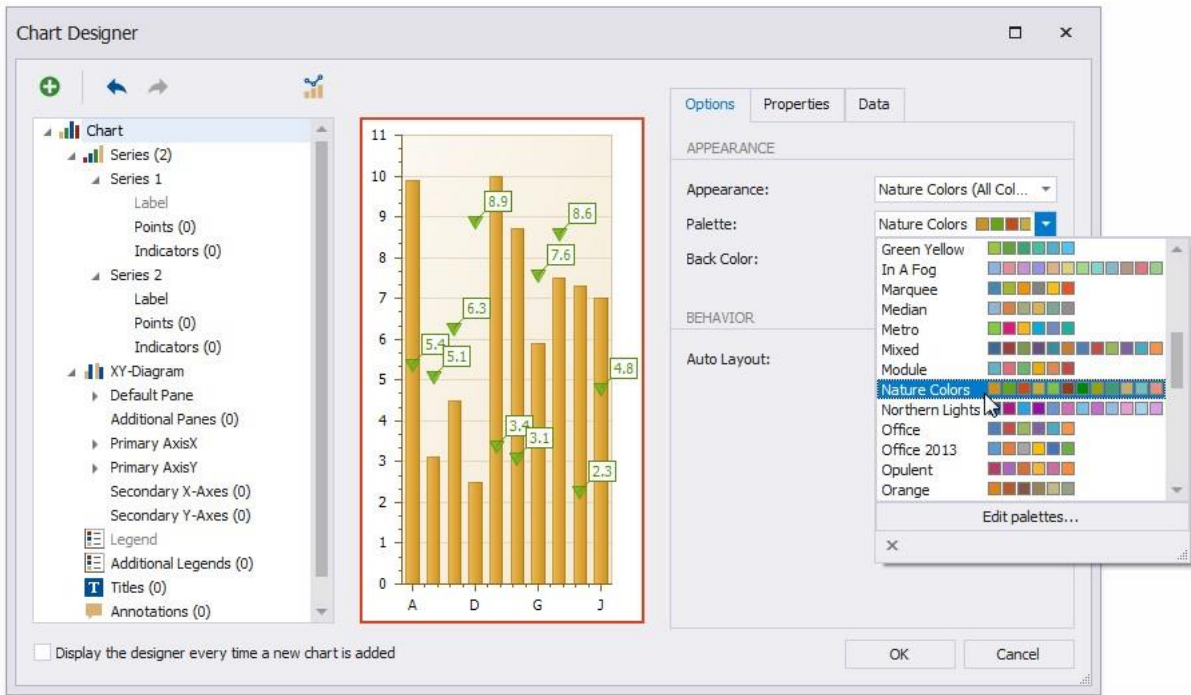 Chart Designer
Chart
Series (2)
Series 1
Label
Points (0)
Indicators (0)
Series 2
Label
Points (0)
Indicators (0)
XY-Diagram
Default Pane
Additional Panes (0)
Primary AxisX
Primary AxisY
Secondary X-Axes (0)
Secondary Y-Axes (0)
Legend
Additional Legends (0)
T Titles (0)
Annotations (0)
11
10
9
8
7
6
5
4
3
2
1
0
A D G J
5.4
5.1
6.3
8.9
3.4
3.1
7.6
8.6
2.3
4.8
Options Properties Data
APPEARANCE
Appearance: Nature Colors (All Col...
Palette: Nature Colors
Back Color:
BEHAVIOR
Auto Layout:
Green Yellow
In A Fog
Marquee
Median
Metro
Mixed
Module
Nature Colors
Northern Lights
Office
Office 2013
Opulent
Orange
Edit palettes...
Display the designer every time a new chart is added
OK Cancel